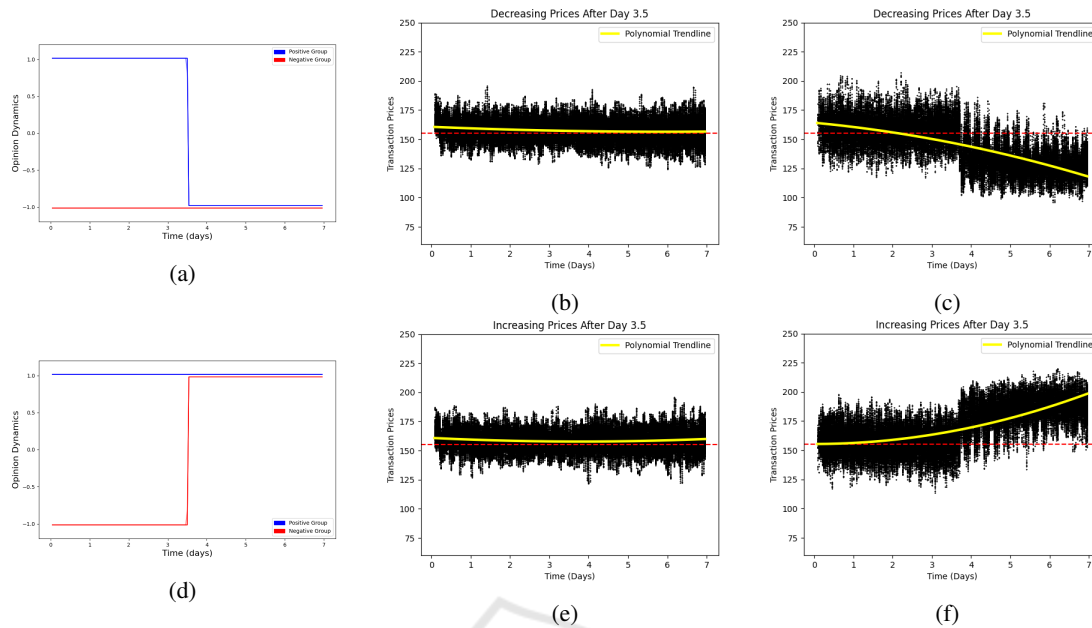 Positive Group
Negative Group
1.0
0.5
0.0
−0.5
−1.0
Opinion Dynamics
0 1 2 3 4 5 6 7
Time (days)
(a)
Decreasing Prices After Day 3.5
Polynomial Trendline
250
225
200
175
150
125
100
75
Transaction Prices
0 1 2 3 4 5 6 7
Time (Days)
(b)
Decreasing Prices After Day 3.5
Polynomial Trendline
250
225
200
175
150
125
100
75
Transaction Prices
0 1 2 3 4 5 6 7
Time (Days)
(c)
1.0
0.5
0.0
−0.5
−1.0
Opinion Dynamics
Positive Group
Negative Group
0 1 2 3 4 5 6 7
Time (days)
(d)
Increasing Prices After Day 3.5
Polynomial Trendline
250
225
200
175
150
125
100
75
Transaction Prices
0 1 2 3 4 5 6 7
Time (Days)
(e)
Increasing Prices After Day 3.5
Polynomial Trendline
250
225
200
175
150
125
100
75
Transaction Prices
0 1 2 3 4 5 6 7
Time (Days)
(f)